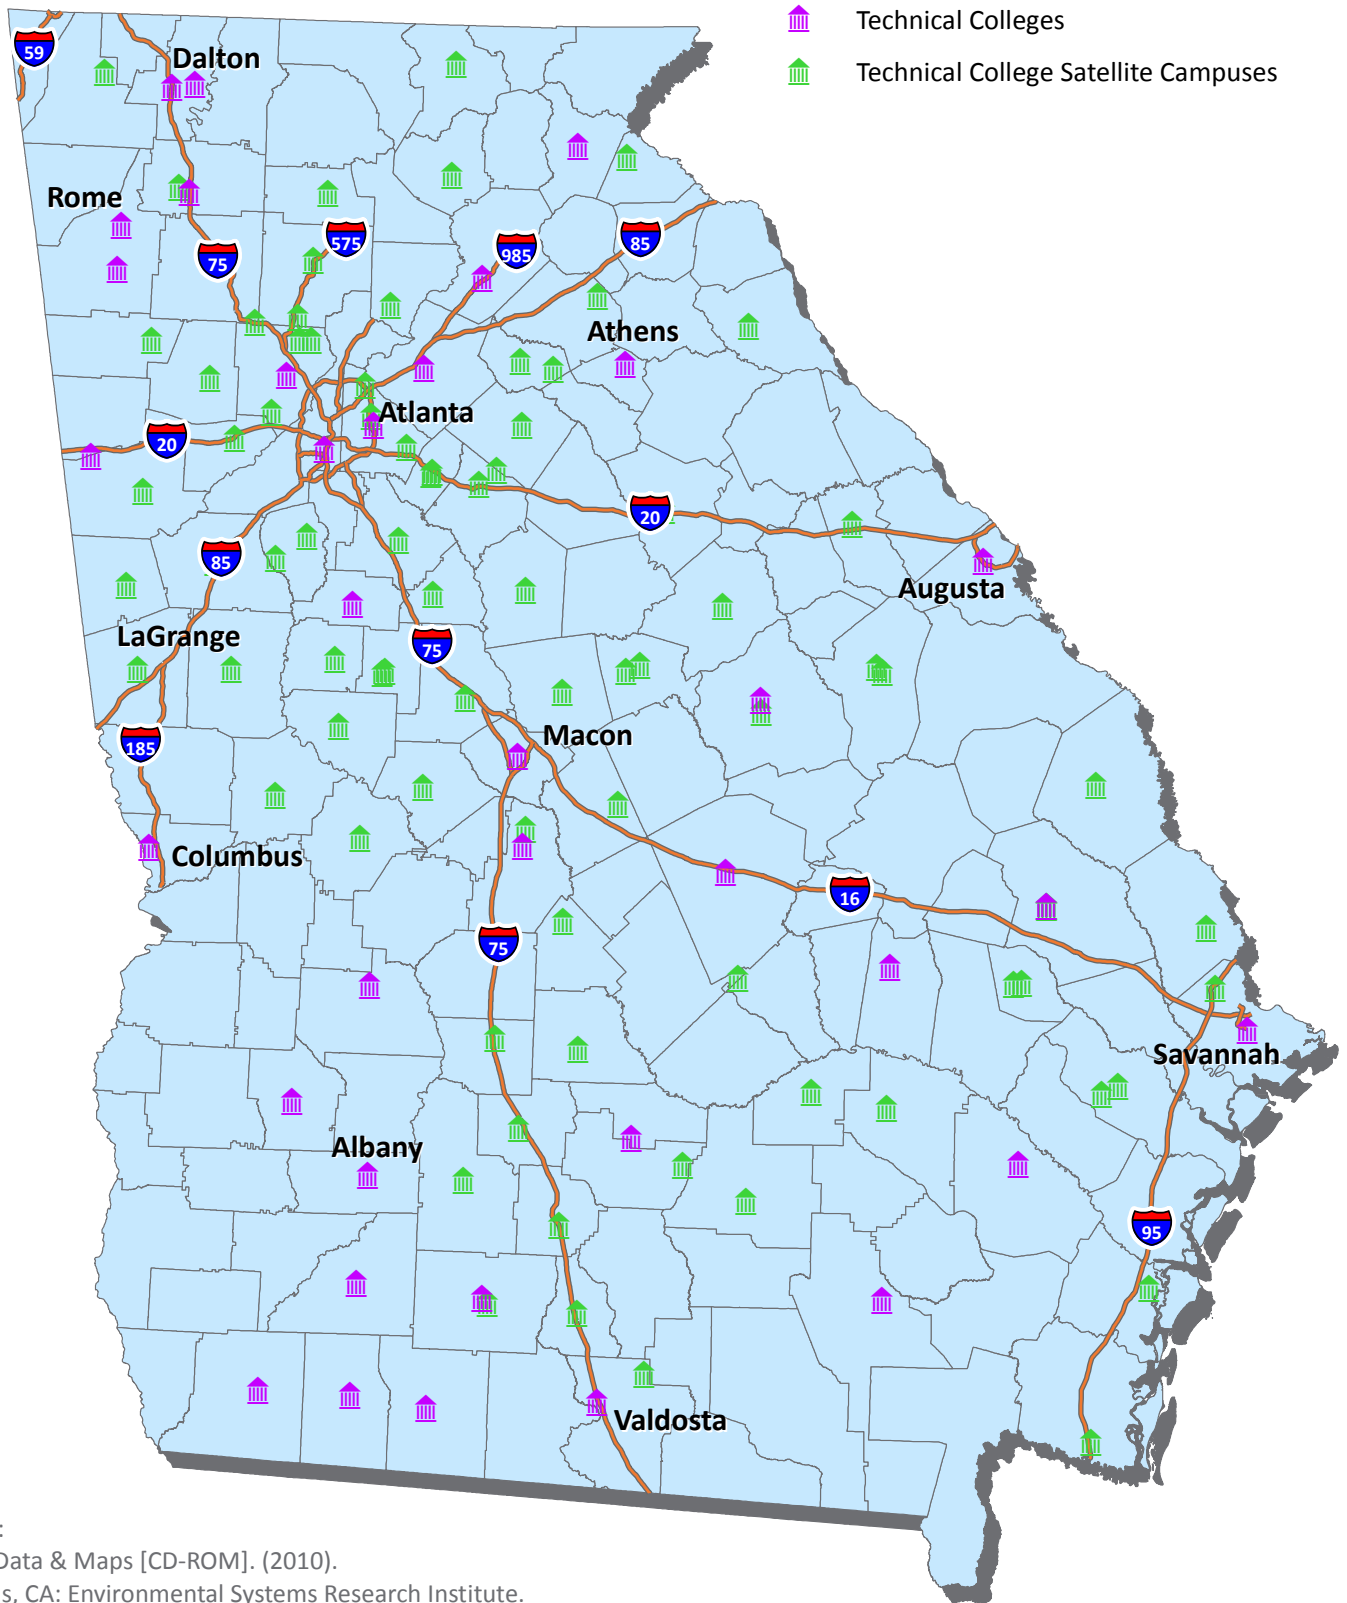 Technical Colleges
Technical College Satellite Campuses
59
Dalton
Rome
575
985
85
75
Athens
Atlanta
20
20
85
Augusta
LaGrange
75
185
Macon
Columbus
16
75
Savannah
Albany
95
Valdosta
:
Data & Maps [CD-ROM]. (2010).
s, CA: Environmental Systems Research Institute.